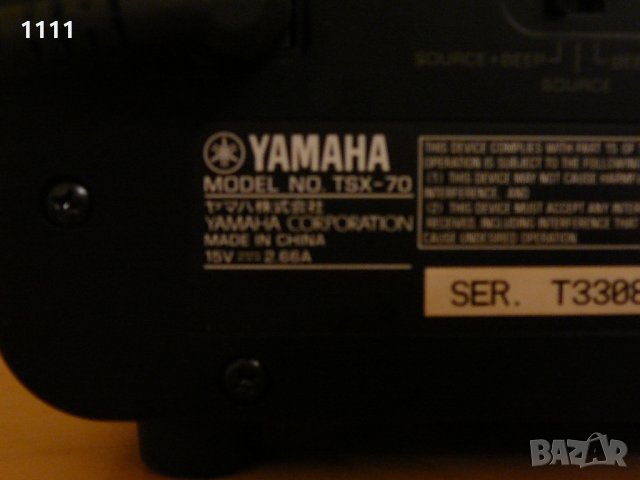 1111
SOURCE+BEEP
SOURCE
YAMAHA
MODEL NO. TSX-70
ヤマハ株式会社
YAMAHA CORPORATION
MADE IN CHINA
15V 2.66A
THIS DEVICE COMPLIES WITH PART 15 OF
OPERATION IS SUBJECT TO THE FOLLOWING
(1) THIS DEVICE MAY NOT CAUSE HARMF
INTERFERENCE, AND
(2) THIS DEVICE MUST ACCEPT ANY INTE
RECEIVED, INCLUDING INTERFERENCE THAT
CAUSE UNDESIRED OPERATION.
SER. T3308
BAZAR